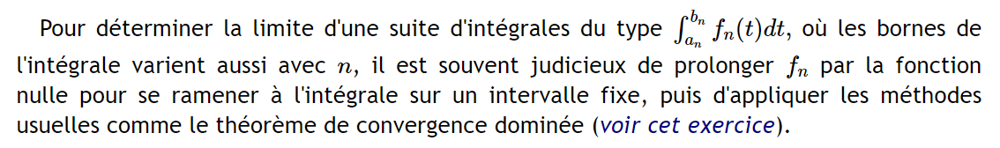 Pour déterminer la limite d'une suite d'intégrales du type $\int_{a_n}^{b_n} f_n(t)dt$, où les bornes de
l'intégrale varient aussi avec $n$, il est souvent judicieux de prolonger $f_n$ par la fonction
nulle pour se ramener à l'intégrale sur un intervalle fixe, puis d'appliquer les méthodes
usuelles comme le théorème de convergence dominée (voir cet exercice).